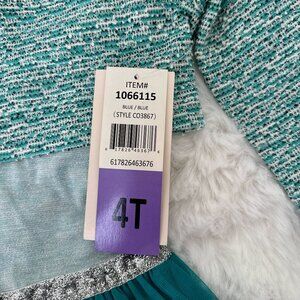 ITEM#
1066115
BLUE / BLUE
(STYLE CO3867)
617826463676
4T